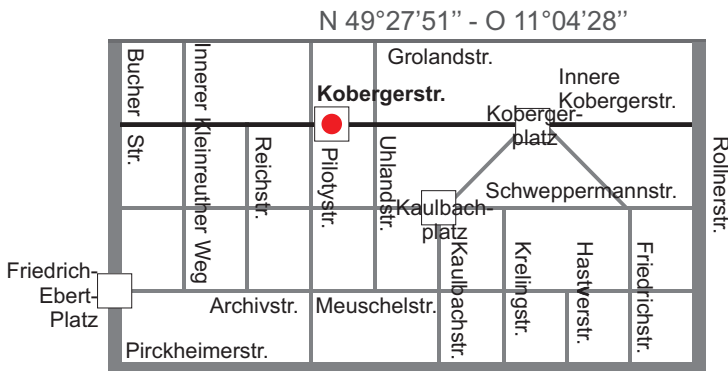 N 49°27’51’’ - O 11°04’28’’
Grolandstr.
Bucher Str.
Innerer Kleinreuther Weg
Innere
Kobergerstr.
Kobergerstr.
Koberger-
platz
Reichstr.
Pilotystr.
Uhlandstr.
Rollnerstr.
Schweppermannstr.
Kaulbach-
platz
Friedrich-
Ebert-
Platz
Kaulbachstr.
Krelingstr.
Hastverstr.
Friedrichstr.
Archivstr.
Meuschelstr.
Pirckheimerstr.